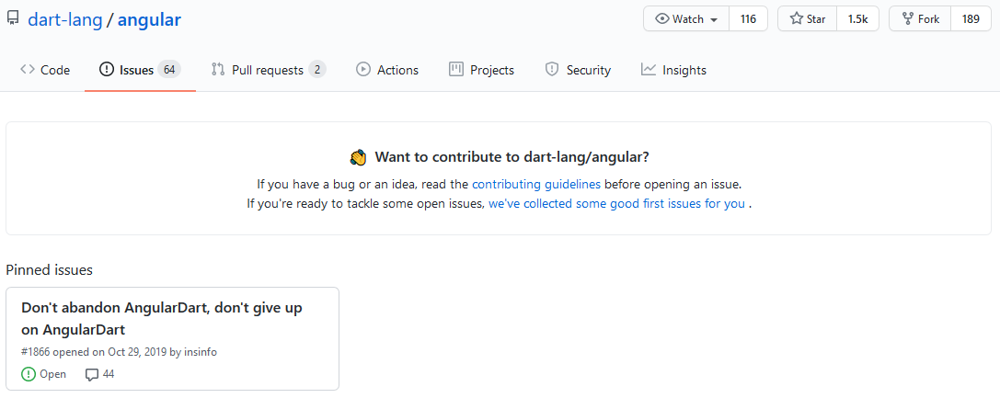 dart-lang / angular
Watch 116 Star 1.5k Fork 189
Code Issues 64 Pull requests 2 Actions Projects Security Insights
Want to contribute to dart-lang/angular?
If you have a bug or an idea, read the contributing guidelines before opening an issue.
If you're ready to tackle some open issues, we've collected some good first issues for you .
Pinned issues
Don't abandon AngularDart, don't give up
on AngularDart
#1866 opened on Oct 29, 2019 by insinfo
Open 44